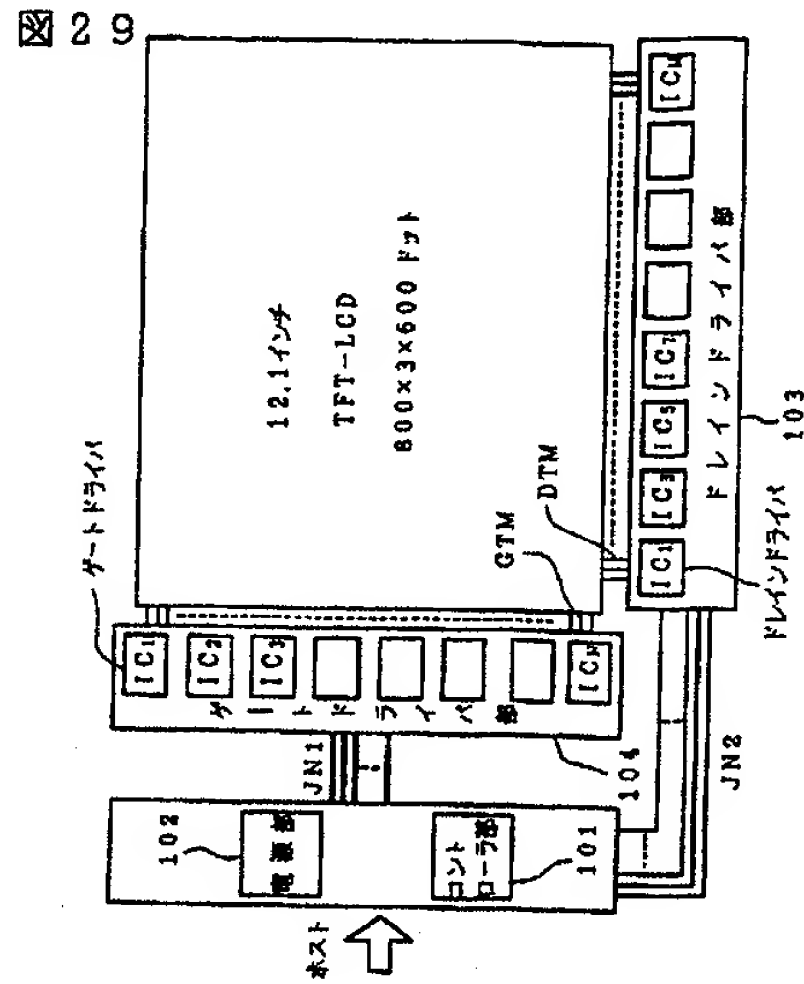 図29
12.1インチ
TFT-LCD
800×3×600ドット
ゲートドライバ
IC1
IC2
IC3
ICM
ゲートドライバ部
104
GTM
DTM
IC1
IC3
IC5
IC7
ICM
ドレインドライバ部
103
ドレインドライバ
JN1
JN2
102
電源部
コント
ローラ部
101
ホスト